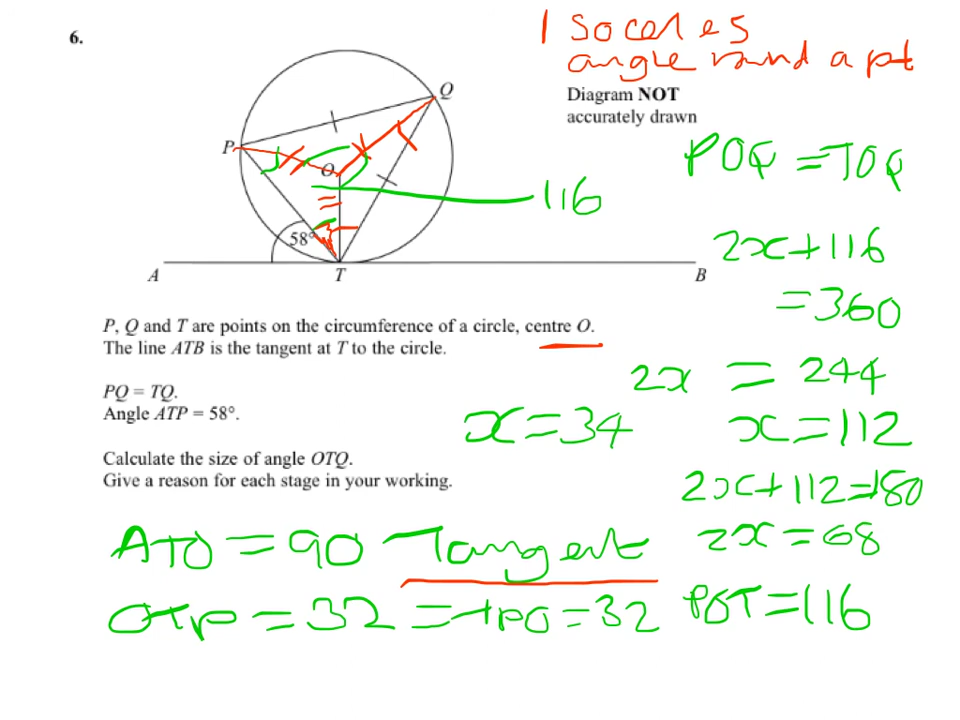 6.
I Soceles
angle round a pt
Diagram NOT
accurately drawn
Q
P
O
58°
A
T
B
116
POQ = TOQ
2x+116
=360
2x = 244
x=112
2x+112=180
2x=68
x=34
P, Q and T are points on the circumference of a circle, centre O.
The line ATB is the tangent at T to the circle.
PQ = TQ.
Angle ATP = 58°.
Calculate the size of angle OTQ.
Give a reason for each stage in your working.
ATO = 90 Tangent
OTP = 32 = TPO = 32 POT=116